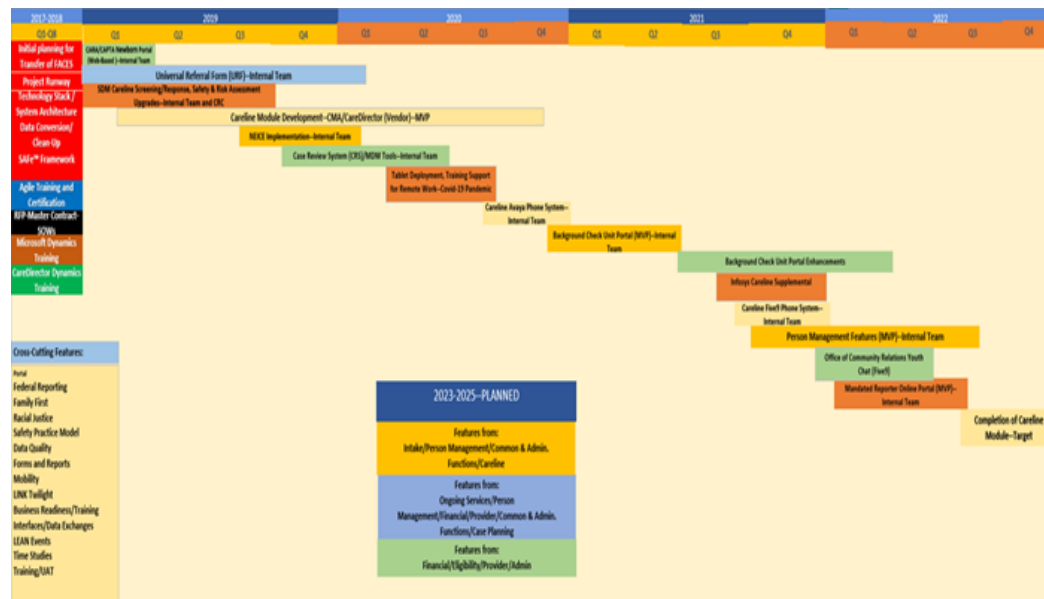 2017-2018 2019 2020 2021 2022
Q1-Q8 Q1 Q2 Q3 Q4 Q1 Q2 Q3 Q4 Q1 Q2 Q3 Q4 Q1 Q2 Q3 Q4
Initial planning for
Transfer of FACES
Project Runway
Technology Stack /
System Architecture
Data Conversion/
Clean-Up
SAFe™ Framework
Agile Training and
Certification
RFP-Master Contract-
SOWs
Microsoft Dynamics
Training
CareDirector Dynamics
Training
CARA/CAPTA Newborn Portal
(Web-Based )--Internal Team
Universal Referral Form (URF)--Internal Team
SDM Careline Screening/Response, Safety & Risk Assessment
Upgrades--Internal Team and CRC
Careline Module Development--CMA/CareDirector (Vendor)--MVP
NEICE Implementation--Internal Team
Case Review System (CRS)/MDM Tools--Internal Team
Tablet Deployment, Training Support
for Remote Work--Covid-19 Pandemic
Careline Avaya Phone System--
Internal Team
Background Check Unit Portal (MVP)--Internal
Team
Background Check Unit Portal Enhancements
Infosys Careline Supplemental
Careline Five9 Phone System--
Internal Team
Person Management Features (MVP)--Internal Team
Office of Community Relations Youth
Chat (Five9)
Mandated Reporter Online Portal (MVP)--
Internal Team
Completion of Careline
Module--Target
Cross-Cutting Features:
Portal
Federal Reporting
Family First
Racial Justice
Safety Practice Model
Data Quality
Forms and Reports
Mobility
LINK Twilight
Business Readiness/Training
Interfaces/Data Exchanges
LEAN Events
Time Studies
Training/UAT
2023-2025--PLANNED
Features from:
Intake/Person Management/Common & Admin.
Functions/Careline
Features from:
Ongoing Services/Person
Management/Financial/Provider/Common & Admin.
Functions/Case Planning
Features from:
Financial/Eligibility/Provider/Admin